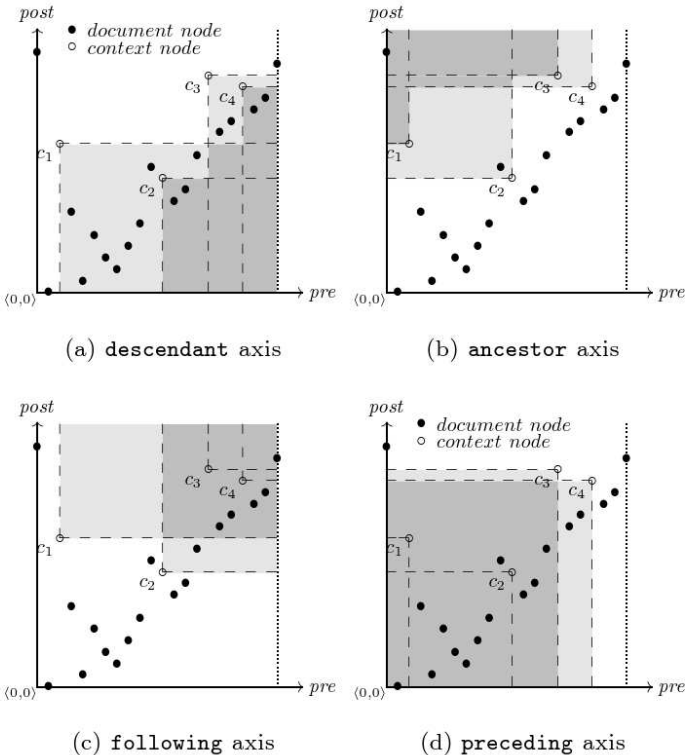 post
● document node
○ context node
c₃
c₄
c₁
c₂
⟨0,0⟩
pre
(a) descendant axis
post
c₃
c₄
c₁
c₂
⟨0,0⟩
pre
(b) ancestor axis
post
c₃
c₄
c₁
c₂
⟨0,0⟩
pre
(c) following axis
post
● document node
○ context node
c₃
c₄
c₁
c₂
⟨0,0⟩
pre
(d) preceding axis